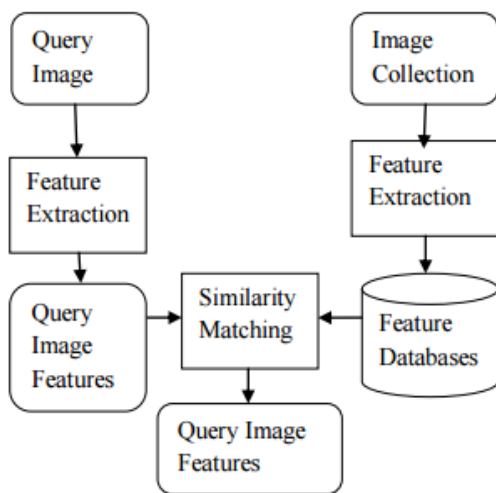 Query
Image
Image
Collection
Feature
Extraction
Feature
Extraction
Query
Image
Features
Similarity
Matching
Feature
Databases
Query Image
Features